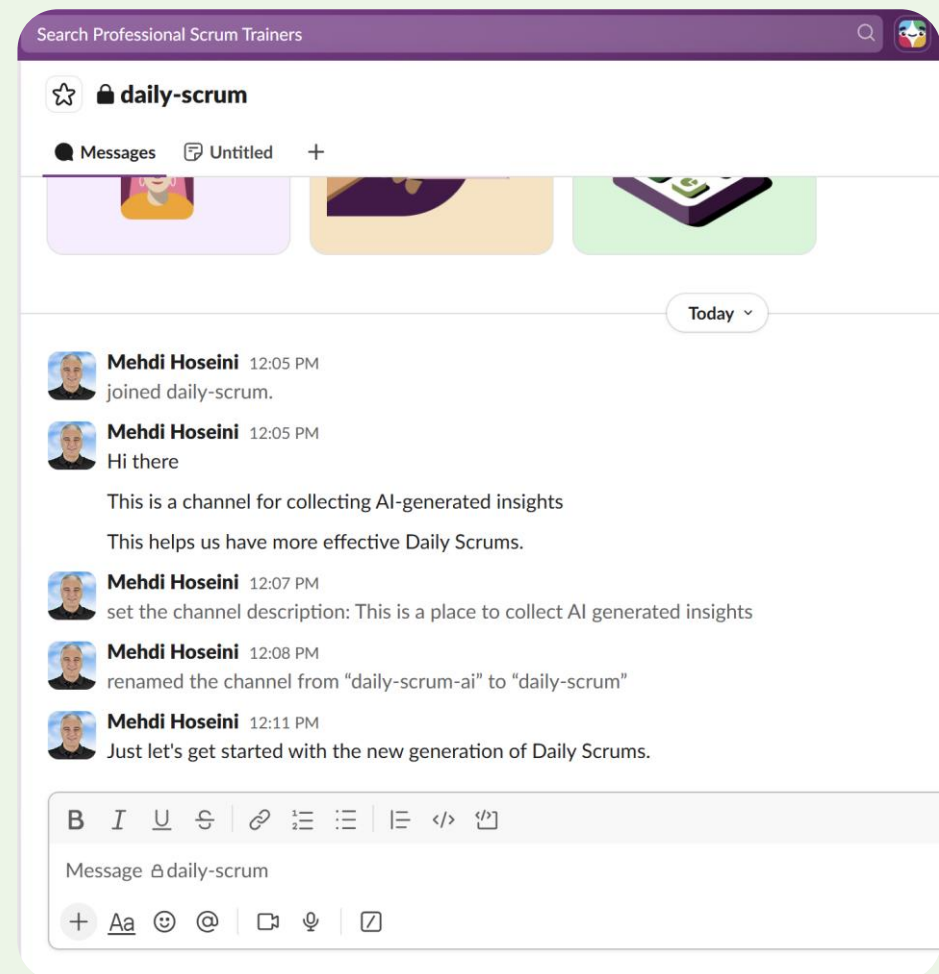 Search Professional Scrum Trainers
daily-scrum
Messages Untitled
Today
Mehdi Hoseini 12:05 PM
joined daily-scrum.
Mehdi Hoseini 12:05 PM
Hi there
This is a channel for collecting AI-generated insights
This helps us have more effective Daily Scrums.
Mehdi Hoseini 12:07 PM
set the channel description: This is a place to collect AI generated insights
Mehdi Hoseini 12:08 PM
renamed the channel from “daily-scrum-ai” to “daily-scrum”
Mehdi Hoseini 12:11 PM
Just let's get started with the new generation of Daily Scrums.
B I U S
Message daily-scrum
Aa